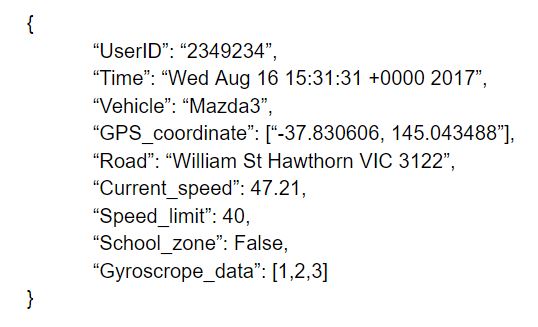 {
“UserID”: “2349234”,
“Time”: “Wed Aug 16 15:31:31 +0000 2017”,
“Vehicle”: “Mazda3”,
“GPS_coordinate”: [“-37.830606, 145.043488”],
“Road”: “William St Hawthorn VIC 3122”,
“Current_speed”: 47.21,
“Speed_limit”: 40,
“School_zone”: False,
“Gyroscrope_data”: [1,2,3]
}